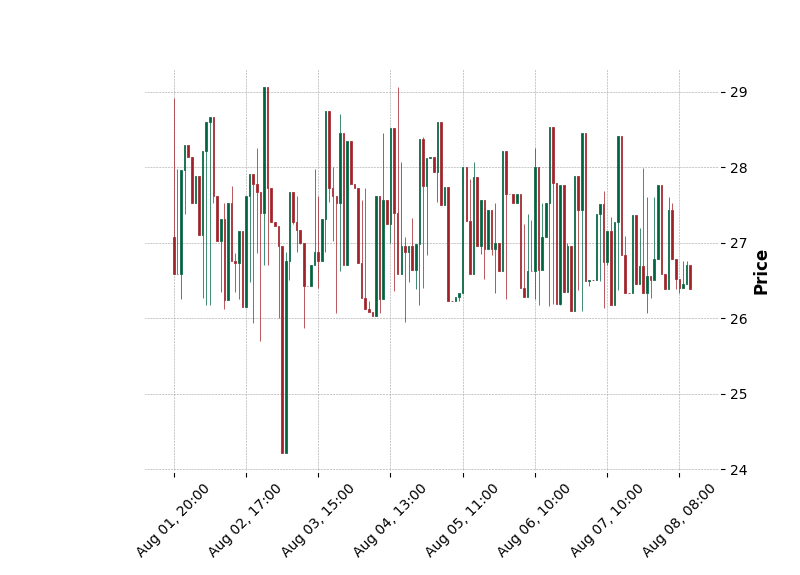 29
28
27
26
25
24
Price
Aug 01, 20:00
Aug 02, 17:00
Aug 03, 15:00
Aug 04, 13:00
Aug 05, 11:00
Aug 06, 10:00
Aug 07, 10:00
Aug 08, 08:00